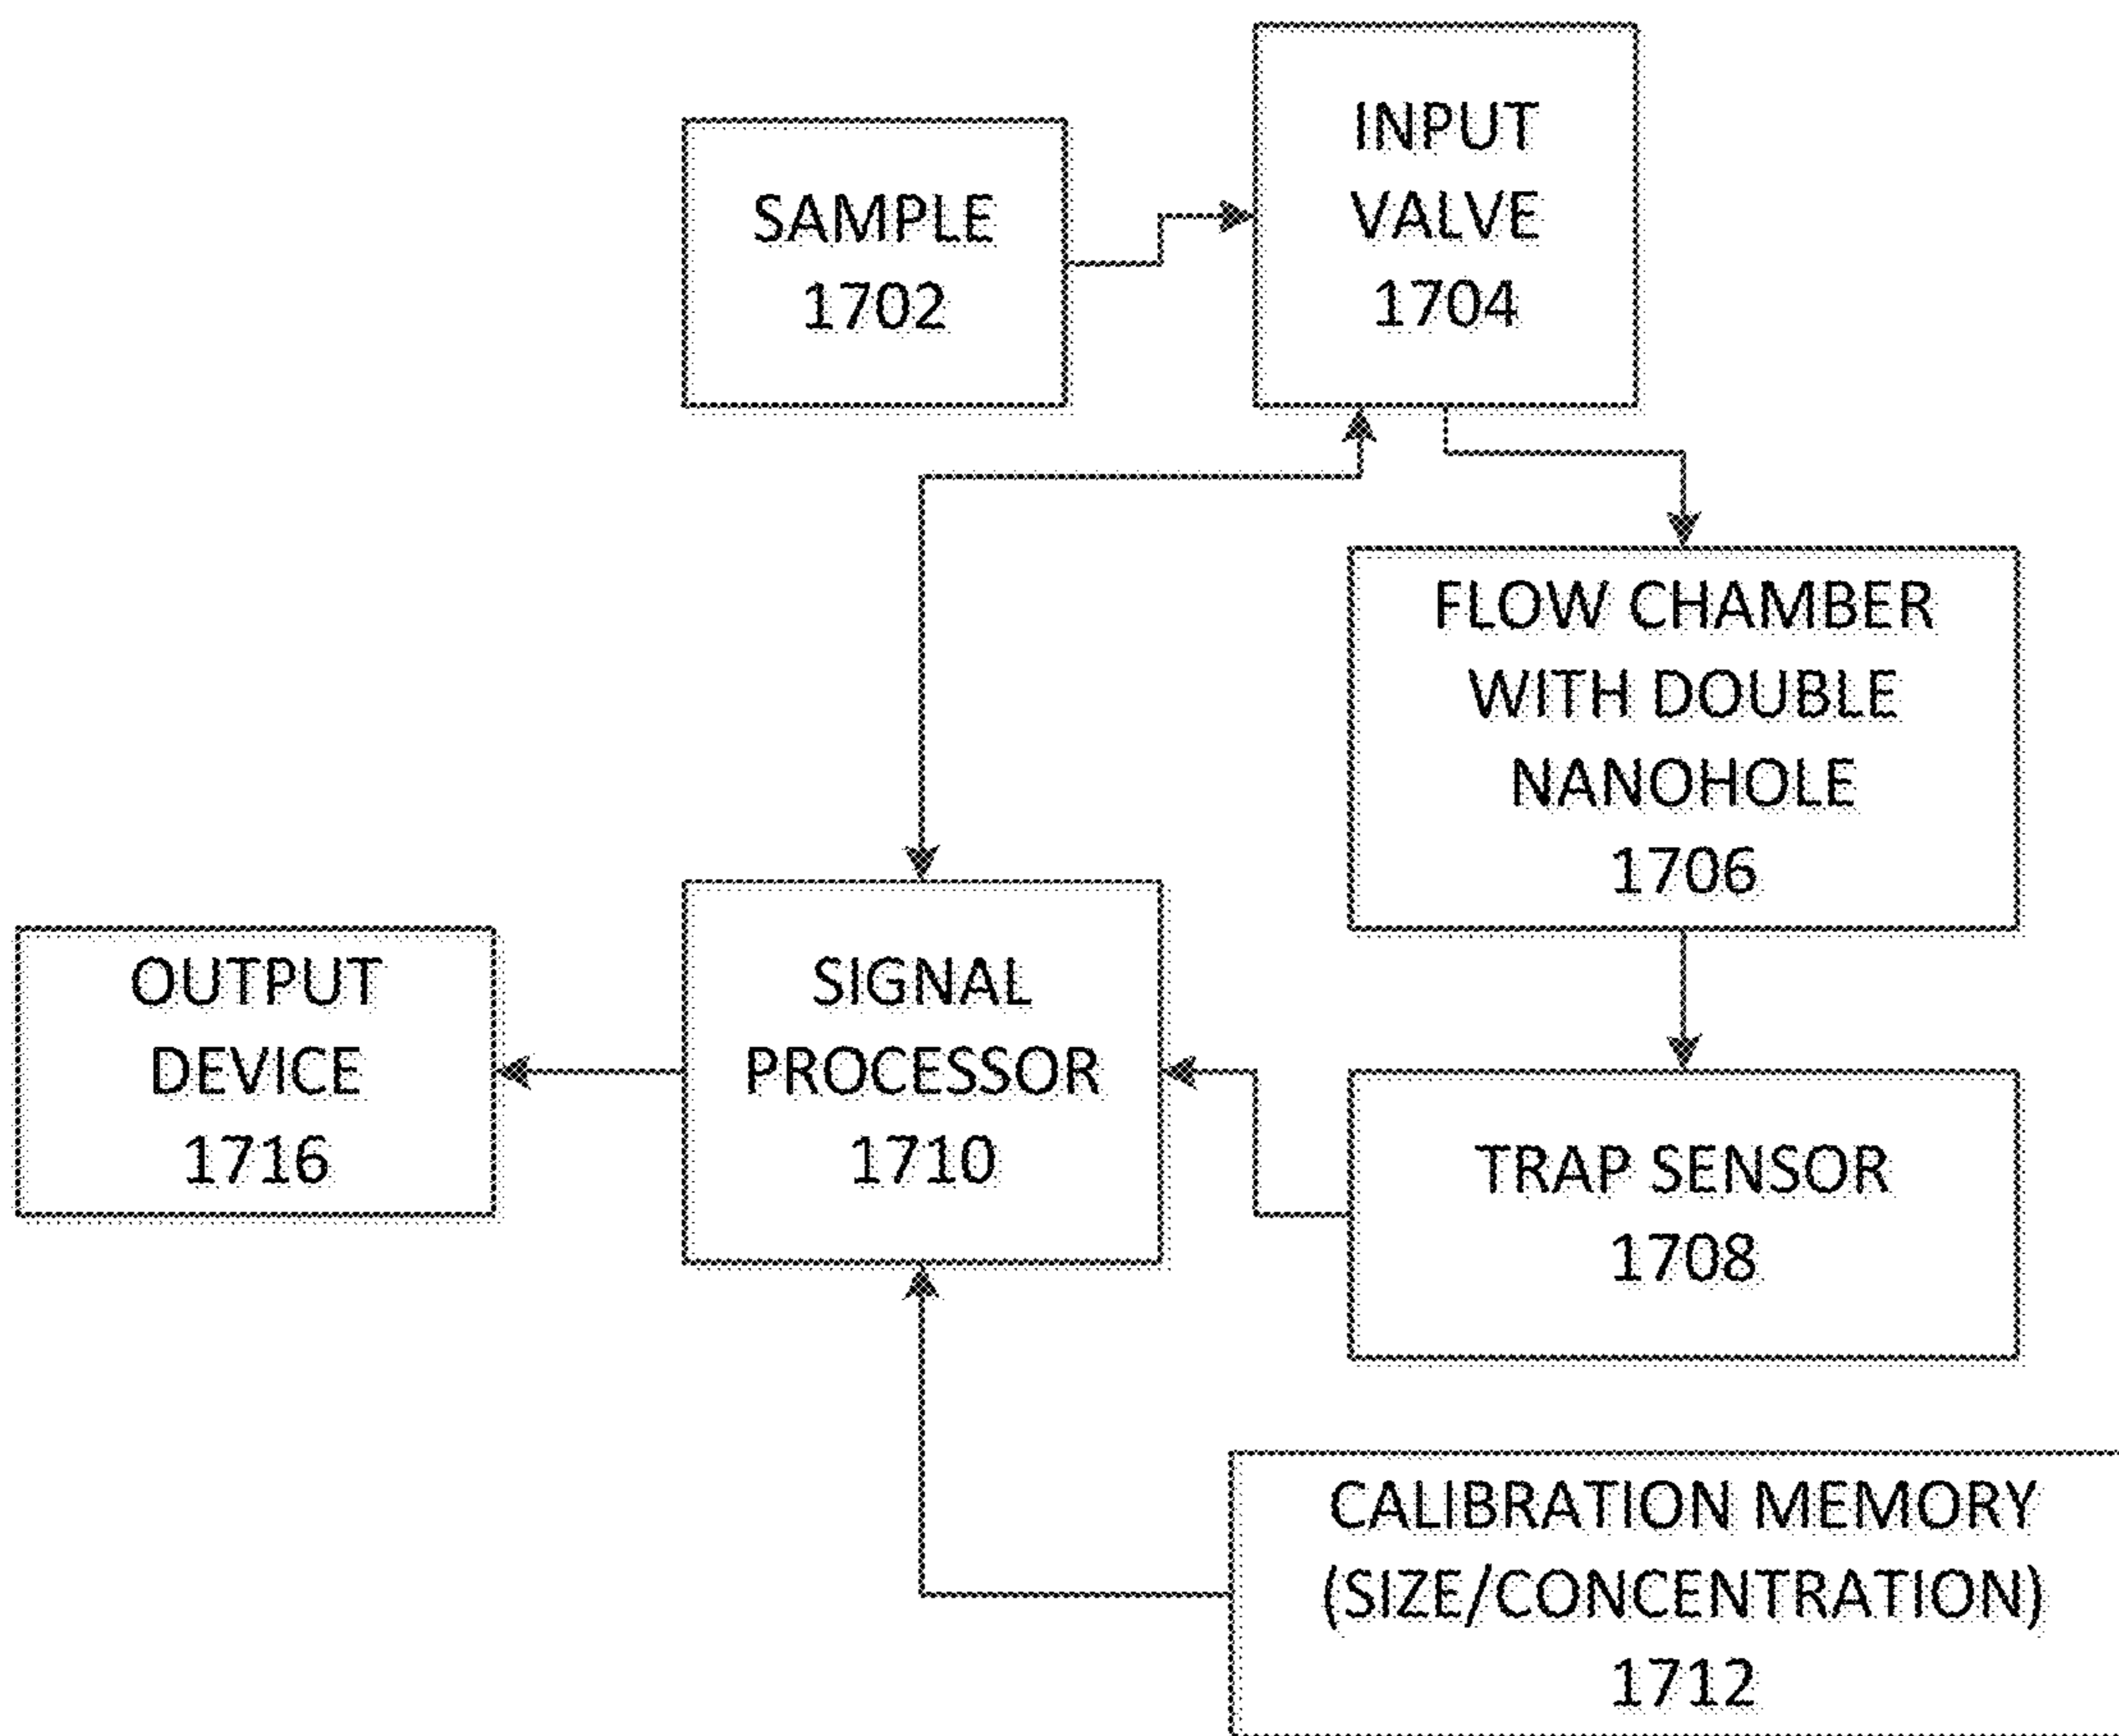 SAMPLE
1702
INPUT
VALVE
1704
FLOW CHAMBER
WITH DOUBLE
NANOHOLE
1706
OUTPUT
DEVICE
1716
SIGNAL
PROCESSOR
1710
TRAP SENSOR
1708
CALIBRATION MEMORY
(SIZE/CONCENTRATION)
1712